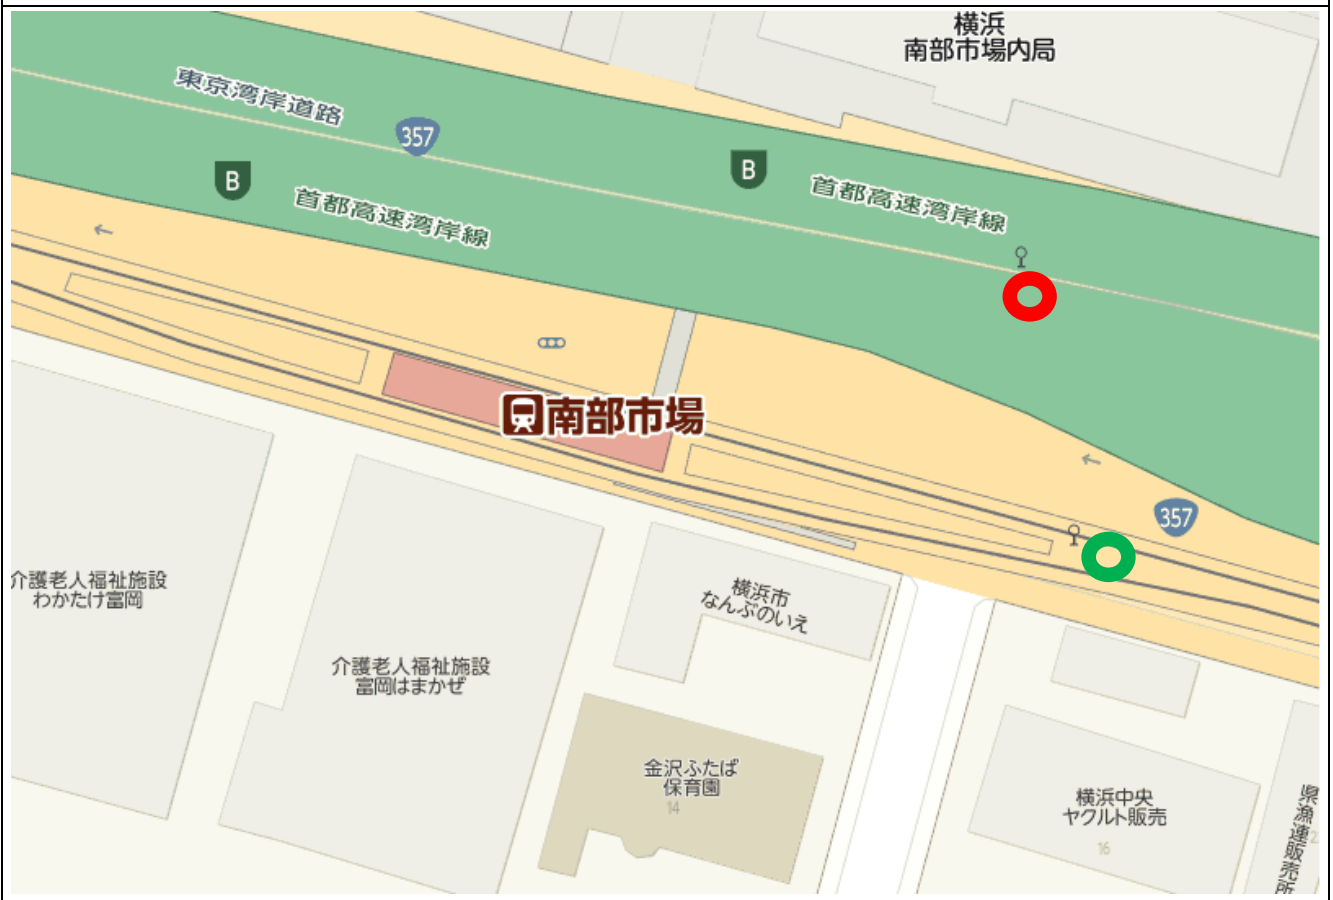 横浜
南部市場内局
東京湾岸道路
357
B
B
首都高速湾岸線
首都高速湾岸線
南部市場
357
介護老人福祉施設
わかたけ富岡
横浜市
なんぶのいえ
介護老人福祉施設
富岡はまかぜ
金沢ふたば
保育園
14
横浜中央
ヤクルト販売
16
県漁連販売所